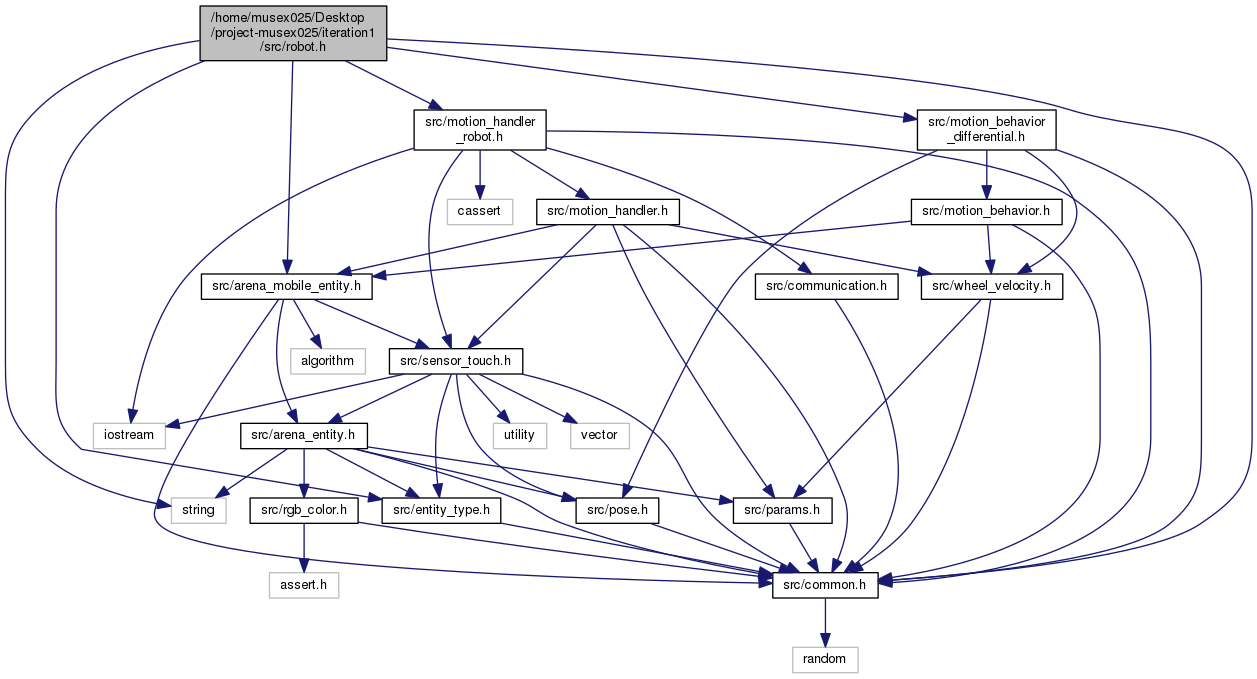 /home/musex025/Desktop
/project-musex025/iteration1
/src/robot.h
src/motion_handler
_robot.h
src/motion_behavior
_differential.h
cassert
src/motion_handler.h
src/motion_behavior.h
src/arena_mobile_entity.h
src/communication.h
src/wheel_velocity.h
algorithm
src/sensor_touch.h
iostream
src/arena_entity.h
utility
vector
string
src/rgb_color.h
src/entity_type.h
src/pose.h
src/params.h
assert.h
src/common.h
random